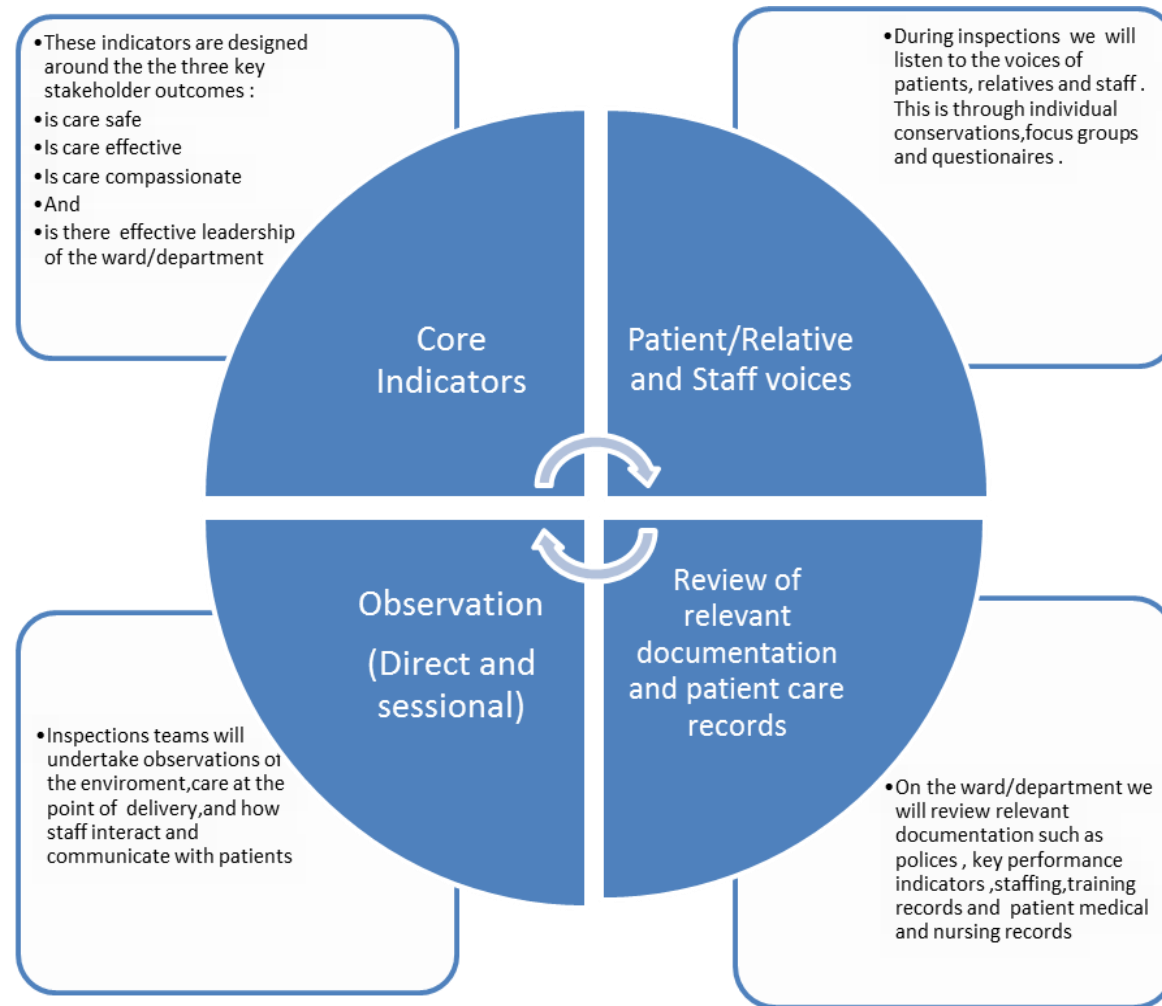 •These indicators are designed
around the the three key
stakeholder outcomes :
•is care safe
•Is care effective
•Is care compassionate
•And
•is there effective leadership
of the ward/department
•During inspections we will
listen to the voices of
patients, relatives and staff .
This is through individual
conservations,focus groups
and questionaires .
Core
Indicators
Patient/Relative
and Staff voices
Observation
(Direct and
sessional)
Review of
relevant
documentation
and patient care
records
•Inspections teams will
undertake observations of
the enviroment,care at the
point of delivery,and how
staff interact and
communicate with patients
•On the ward/department we
will review relevant
documentation such as
polices , key performance
indicators ,staffing,training
records and patient medical
and nursing records